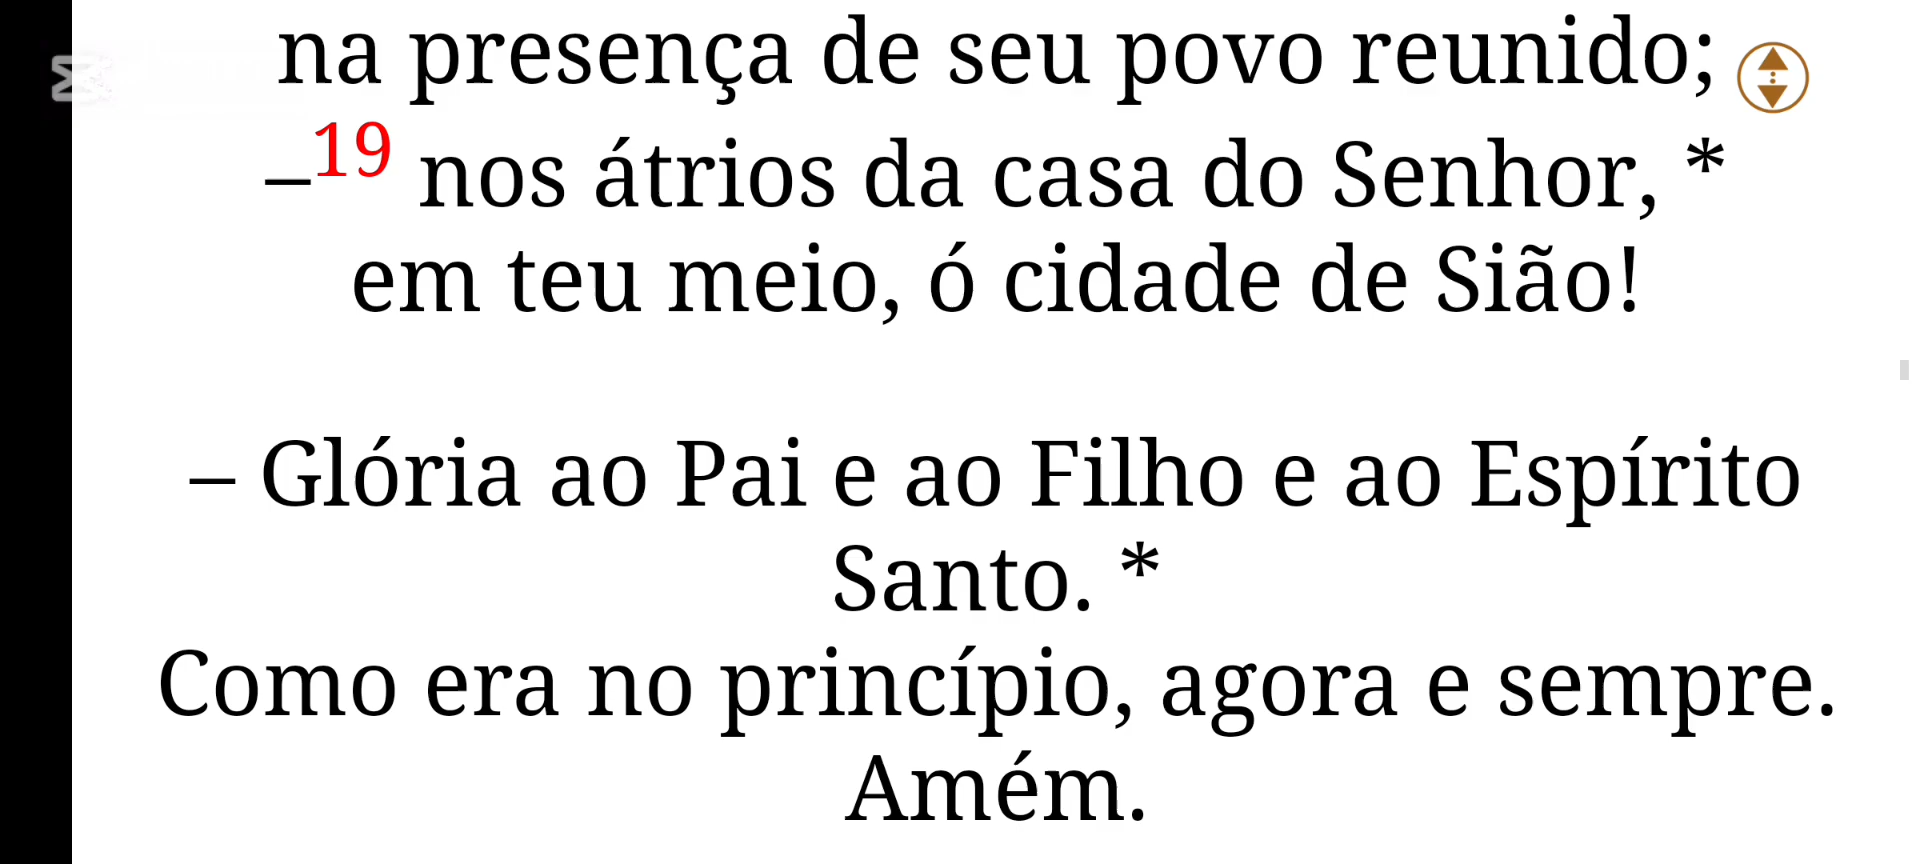 na presença de seu povo reunido;
–19 nos átrios da casa do Senhor, *
em teu meio, ó cidade de Sião!
– Glória ao Pai e ao Filho e ao Espírito
Santo. *
Como era no princípio, agora e sempre.
Amém.